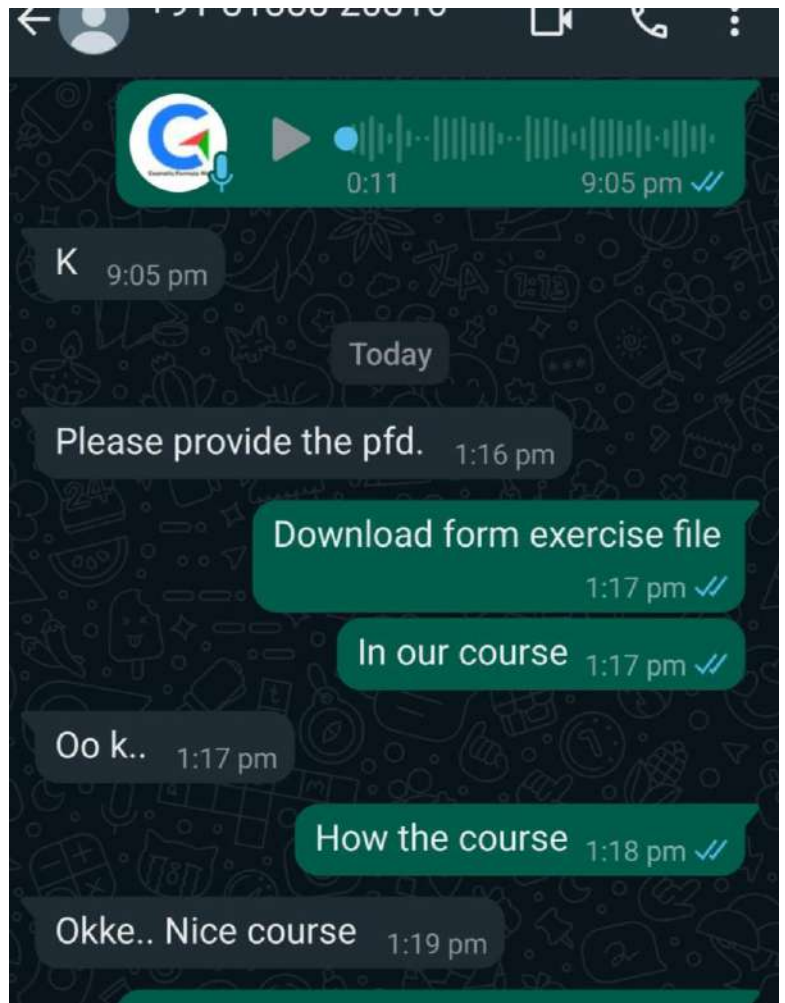 0:11
9:05 pm
K 9:05 pm
Today
Please provide the pfd. 1:16 pm
Download form exercise file
1:17 pm
In our course 1:17 pm
Oo k.. 1:17 pm
How the course 1:18 pm
Okke.. Nice course 1:19 pm